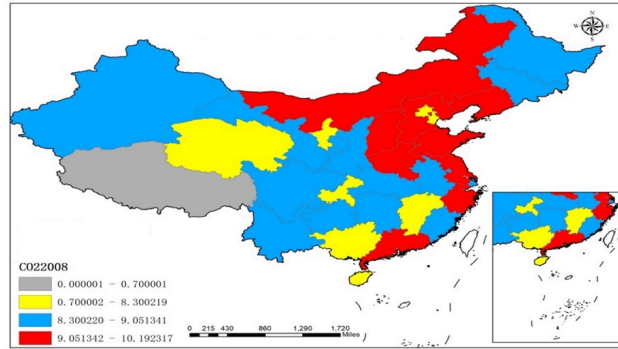 N
W E
S
CO22008
0.000001 - 0.700001
0.700002 - 8.300219
8.300220 - 9.051341
9.051342 - 10.192317
0 215 430 860 1,290 1,720
Miles